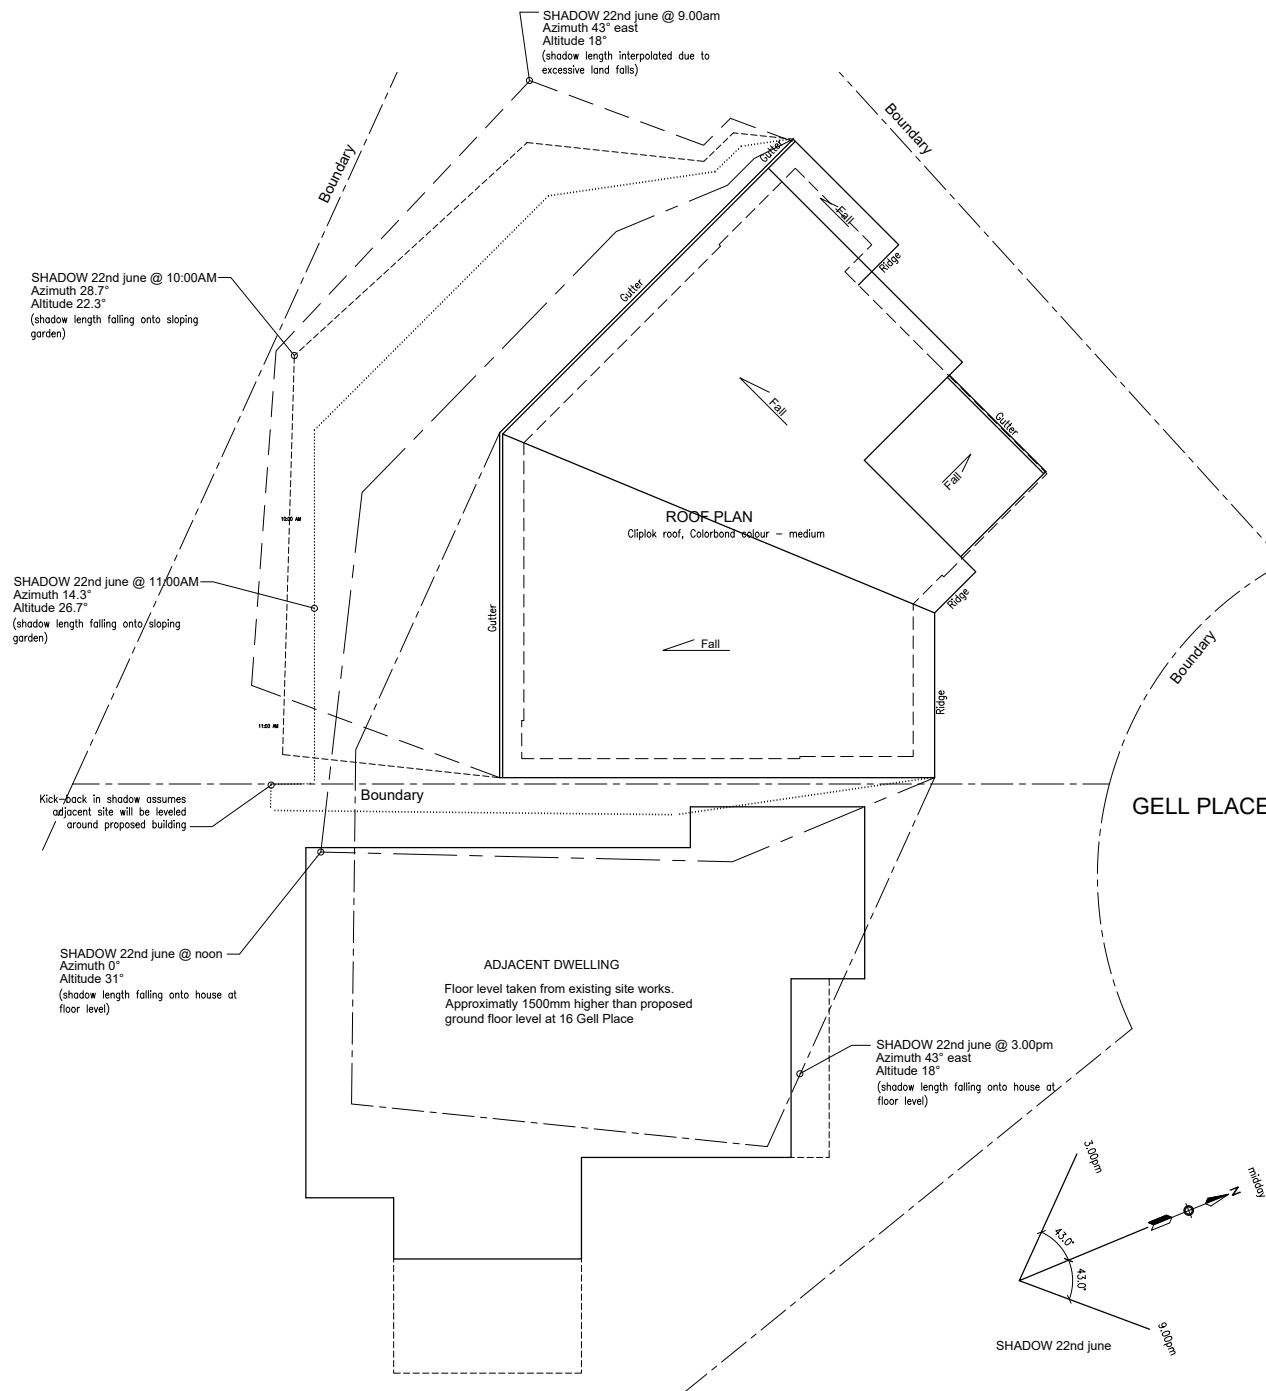 SHADOW 22nd june @ 9.00am
Azimuth 43° east
Altitude 18°
(shadow length interpolated due to
excessive land falls)
Boundary
Boundary
Gutter
Fall
Ridge
SHADOW 22nd june @ 10:00AM
Azimuth 28.7°
Altitude 22.3°
(shadow length falling onto sloping
garden)
Gutter
Fall
Gutter
Fall
10:00 AM
ROOF PLAN
Cliplok roof, Colorbond colour – medium
SHADOW 22nd june @ 11:00AM
Azimuth 14.3°
Altitude 26.7°
(shadow length falling onto sloping
garden)
Gutter
Ridge
Fall
Boundary
Ridge
11:00 AM
Kick-back in shadow assumes
adjacent site will be leveled
around proposed building
Boundary
GELL PLACE
SHADOW 22nd june @ noon
Azimuth 0°
Altitude 31°
(shadow length falling onto house at
floor level)
ADJACENT DWELLING
Floor level taken from existing site works.
Approximatly 1500mm higher than proposed
ground floor level at 16 Gell Place
SHADOW 22nd june @ 3.00pm
Azimuth 43° east
Altitude 18°
(shadow length falling onto house at
floor level)
3.00pm
midday
N
43.0°
43.0°
9.00pm
SHADOW 22nd june